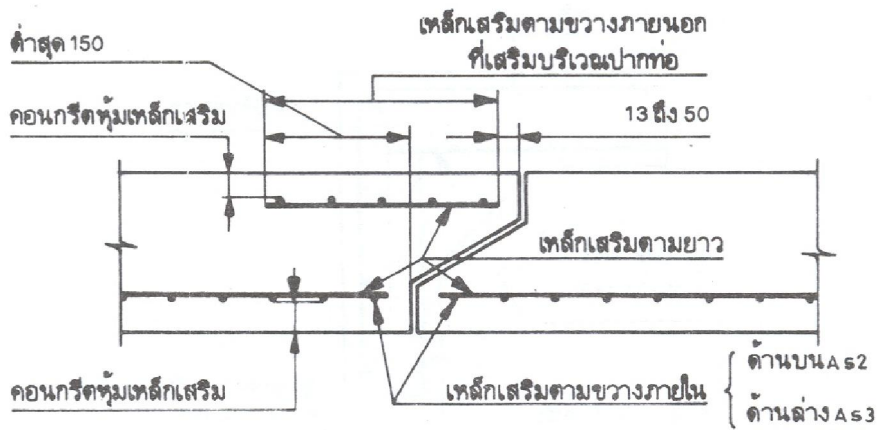 เหล็กเสริมตามขวางภายนอก
ที่เสริมบริเวณปากท่อ
ต่ำสุด 150
คอนกรีตหุ้มเหล็กเสริม
13 ถึง 50
เหล็กเสริมตามยาว
คอนกรีตหุ้มเหล็กเสริม
เหล็กเสริมตามขวางภายใน
ด้านบน As2
ด้านล่าง As3